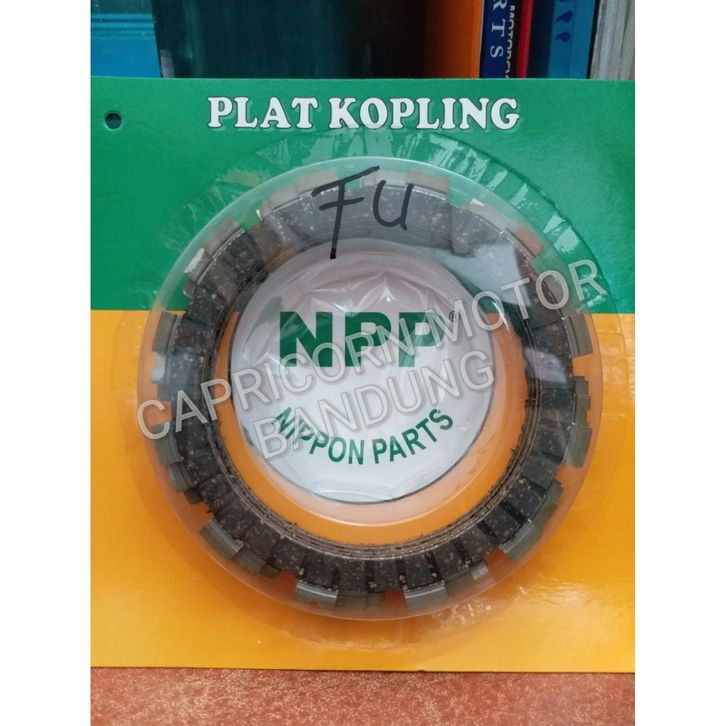 PLAT KOPLING
FU
NPP®
NIPPON PARTS
CAPRICORN MOTOR
BANDUNG